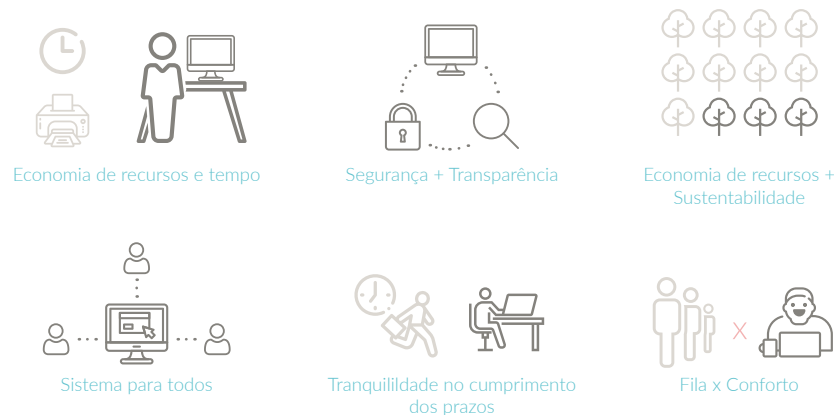 Economia de recursos e tempo
Segurança + Transparência
Economia de recursos +
Sustentabilidade
Sistema para todos
Tranquilildade no cumprimento
dos prazos
X
Fila x Conforto